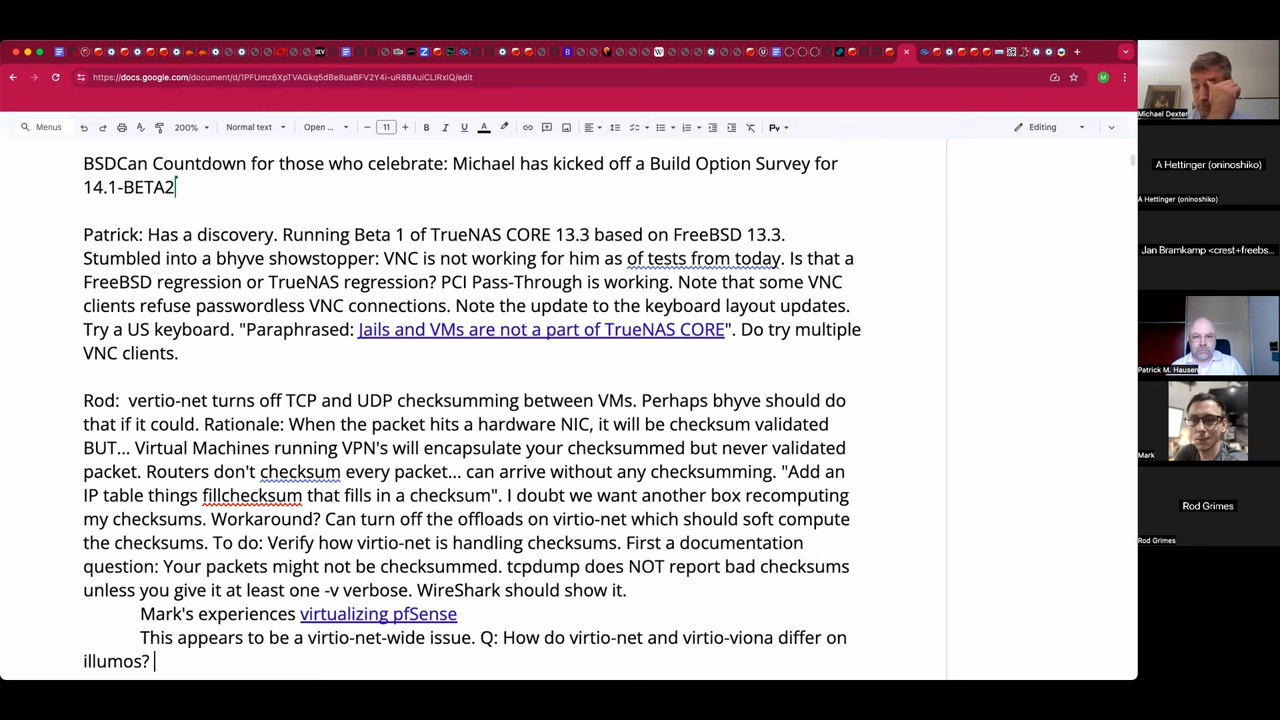 https://docs.google.com/document/d/1PFUmz6XpTVAGkq5dBe8uaBFV2Y4i-uR88AuiCLIRxIQ/edit
Menus
200%
Normal text
Open ...
11
Editing
BSDCan Countdown for those who celebrate: Michael has kicked off a Build Option Survey for
14.1-BETA2
Patrick: Has a discovery. Running Beta 1 of TrueNAS CORE 13.3 based on FreeBSD 13.3.
Stumbled into a bhyve showstopper: VNC is not working for him as of tests from today. Is that a
FreeBSD regression or TrueNAS regression? PCI Pass-Through is working. Note that some VNC
clients refuse passwordless VNC connections. Note the update to the keyboard layout updates.
Try a US keyboard. "Paraphrased: Jails and VMs are not a part of TrueNAS CORE". Do try multiple
VNC clients.
Rod:  vertio-net turns off TCP and UDP checksumming between VMs. Perhaps bhyve should do
that if it could. Rationale: When the packet hits a hardware NIC, it will be checksum validated
BUT... Virtual Machines running VPN's will encapsulate your checksummed but never validated
packet. Routers don't checksum every packet... can arrive without any checksumming. "Add an
IP table things fillchecksum that fills in a checksum". I doubt we want another box recomputing
my checksums. Workaround? Can turn off the offloads on virtio-net which should soft compute
the checksums. To do: Verify how virtio-net is handling checksums. First a documentation
question: Your packets might not be checksummed. tcpdump does NOT report bad checksums
unless you give it at least one -v verbose. WireShark should show it.
Mark's experiences virtualizing pfSense
This appears to be a virtio-net-wide issue. Q: How do virtio-net and virtio-viona differ on
illumos?
Michael Dexter
A Hettinger (oninoshiko)
A Hettinger (oninoshiko)
Jan Bramkamp <crest+freebs...
Patrick M. Hausen
Mark
Rod Grimes
Rod Grimes